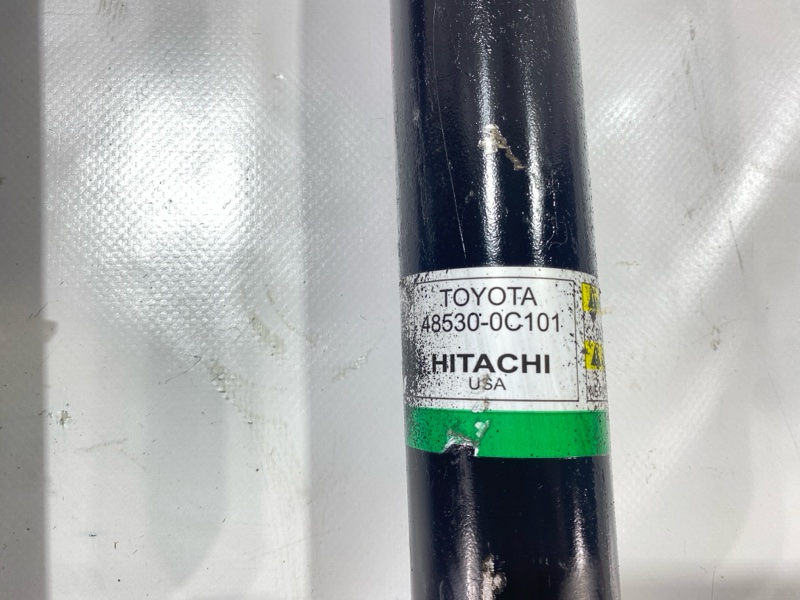 TOYOTA
48530-0C101
HITACHI
USA